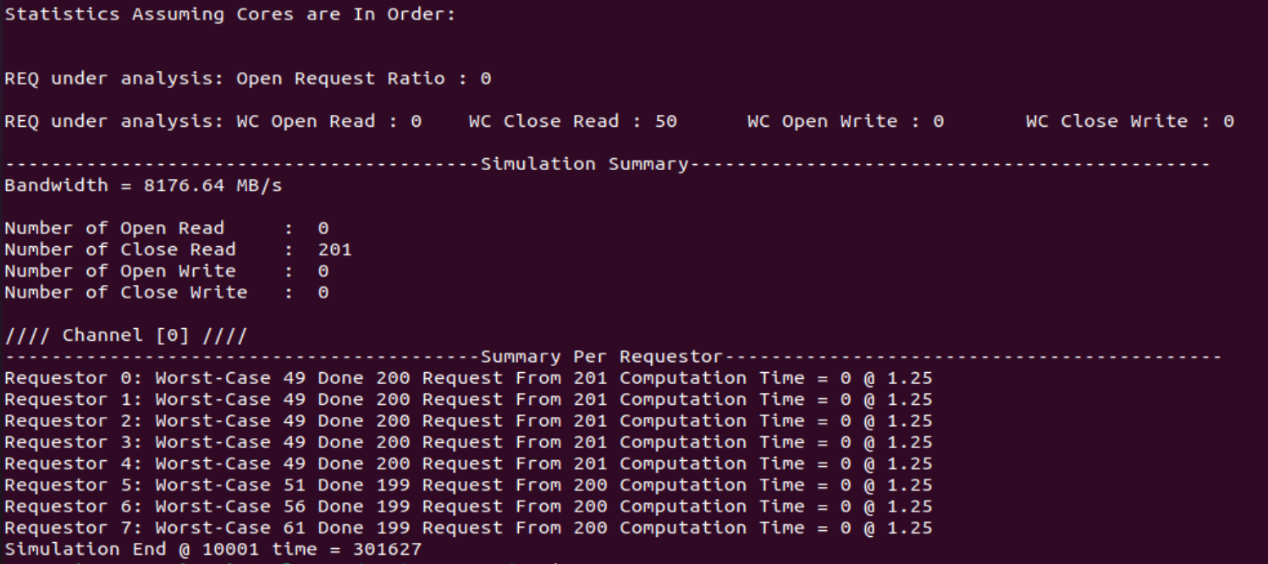 Statistics Assuming Cores are In Order:
REQ under analysis: Open Request Ratio : 0
REQ under analysis: WC Open Read : 0    WC Close Read : 50      WC Open Write : 0       WC Close Write : 0
-----------------------------------------Simulation Summary---------------------------------------------
Bandwidth = 8176.64 MB/s
Number of Open Read     :  0
Number of Close Read    :  201
Number of Open Write    :  0
Number of Close Write   :  0
//// Channel [0] ////
-----------------------------------------Summary Per Requestor-------------------------------------------
Requestor 0: Worst-Case 49 Done 200 Request From 201 Computation Time = 0 @ 1.25
Requestor 1: Worst-Case 49 Done 200 Request From 201 Computation Time = 0 @ 1.25
Requestor 2: Worst-Case 49 Done 200 Request From 201 Computation Time = 0 @ 1.25
Requestor 3: Worst-Case 49 Done 200 Request From 201 Computation Time = 0 @ 1.25
Requestor 4: Worst-Case 49 Done 200 Request From 201 Computation Time = 0 @ 1.25
Requestor 5: Worst-Case 51 Done 199 Request From 200 Computation Time = 0 @ 1.25
Requestor 6: Worst-Case 56 Done 199 Request From 200 Computation Time = 0 @ 1.25
Requestor 7: Worst-Case 61 Done 199 Request From 200 Computation Time = 0 @ 1.25
Simulation End @ 10001 time = 301627